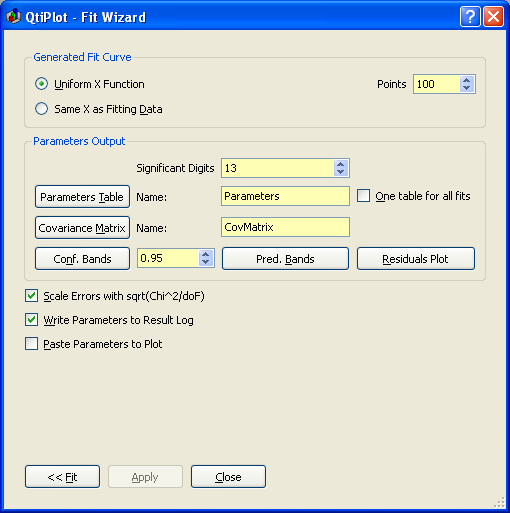 QtiPlot - Fit Wizard
Generated Fit Curve
Uniform X Function Points 100
Same X as Fitting Data
Parameters Output
Significant Digits 13
Parameters Table Name: Parameters One table for all fits
Covariance Matrix Name: CovMatrix
Conf. Bands 0.95 Pred. Bands Residuals Plot
Scale Errors with sqrt(Chi^2/doF)
Write Parameters to Result Log
Paste Parameters to Plot
<< Fit Apply Close